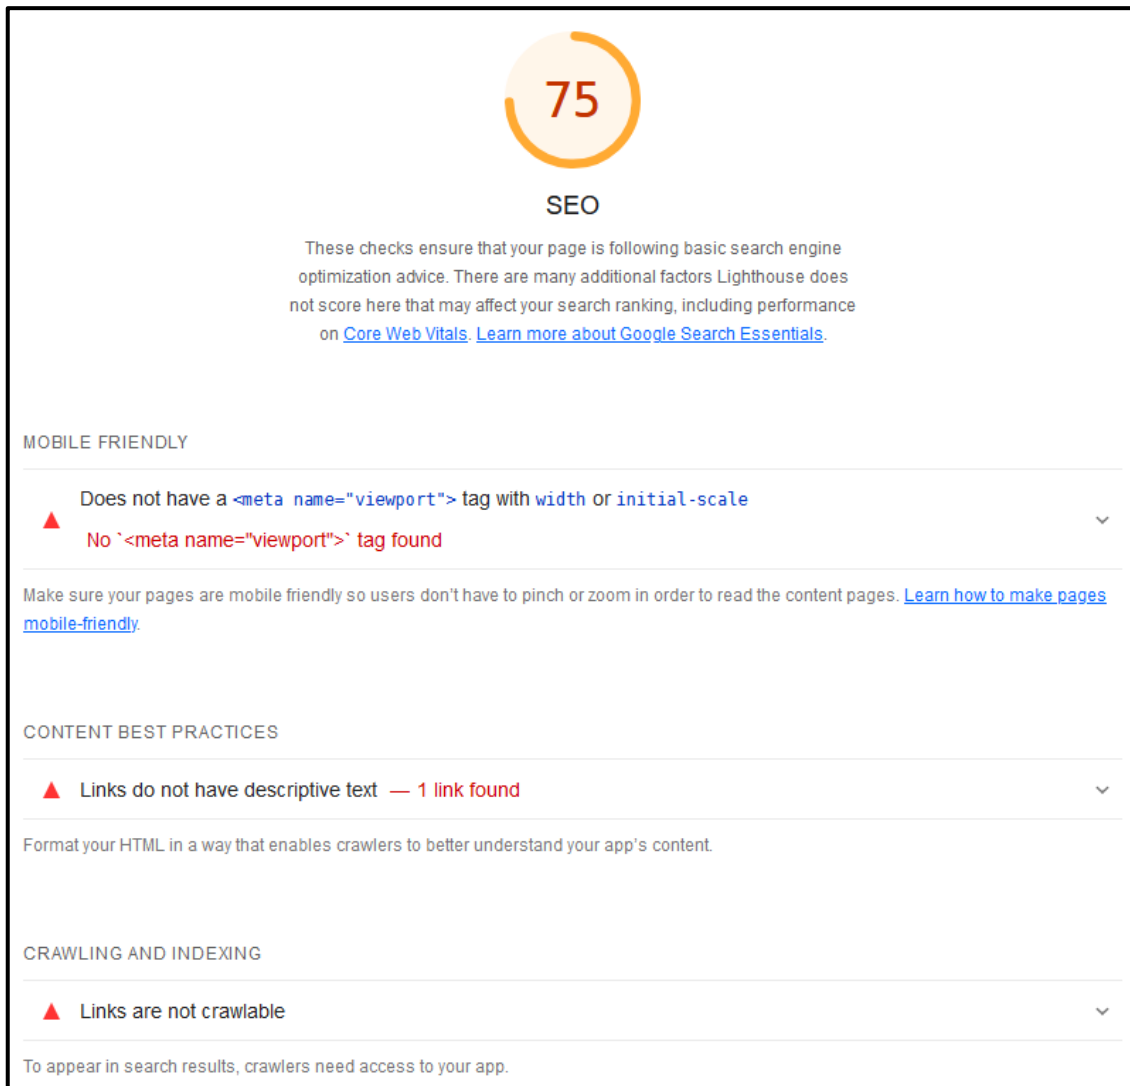 75
SEO
These checks ensure that your page is following basic search engine
optimization advice. There are many additional factors Lighthouse does
not score here that may affect your search ranking, including performance
on Core Web Vitals. Learn more about Google Search Essentials.
MOBILE FRIENDLY
Does not have a <meta name="viewport"> tag with width or initial-scale
No `<meta name="viewport">` tag found
Make sure your pages are mobile friendly so users don't have to pinch or zoom in order to read the content pages. Learn how to make pages
mobile-friendly.
CONTENT BEST PRACTICES
Links do not have descriptive text — 1 link found
Format your HTML in a way that enables crawlers to better understand your app's content.
CRAWLING AND INDEXING
Links are not crawlable
To appear in search results, crawlers need access to your app.